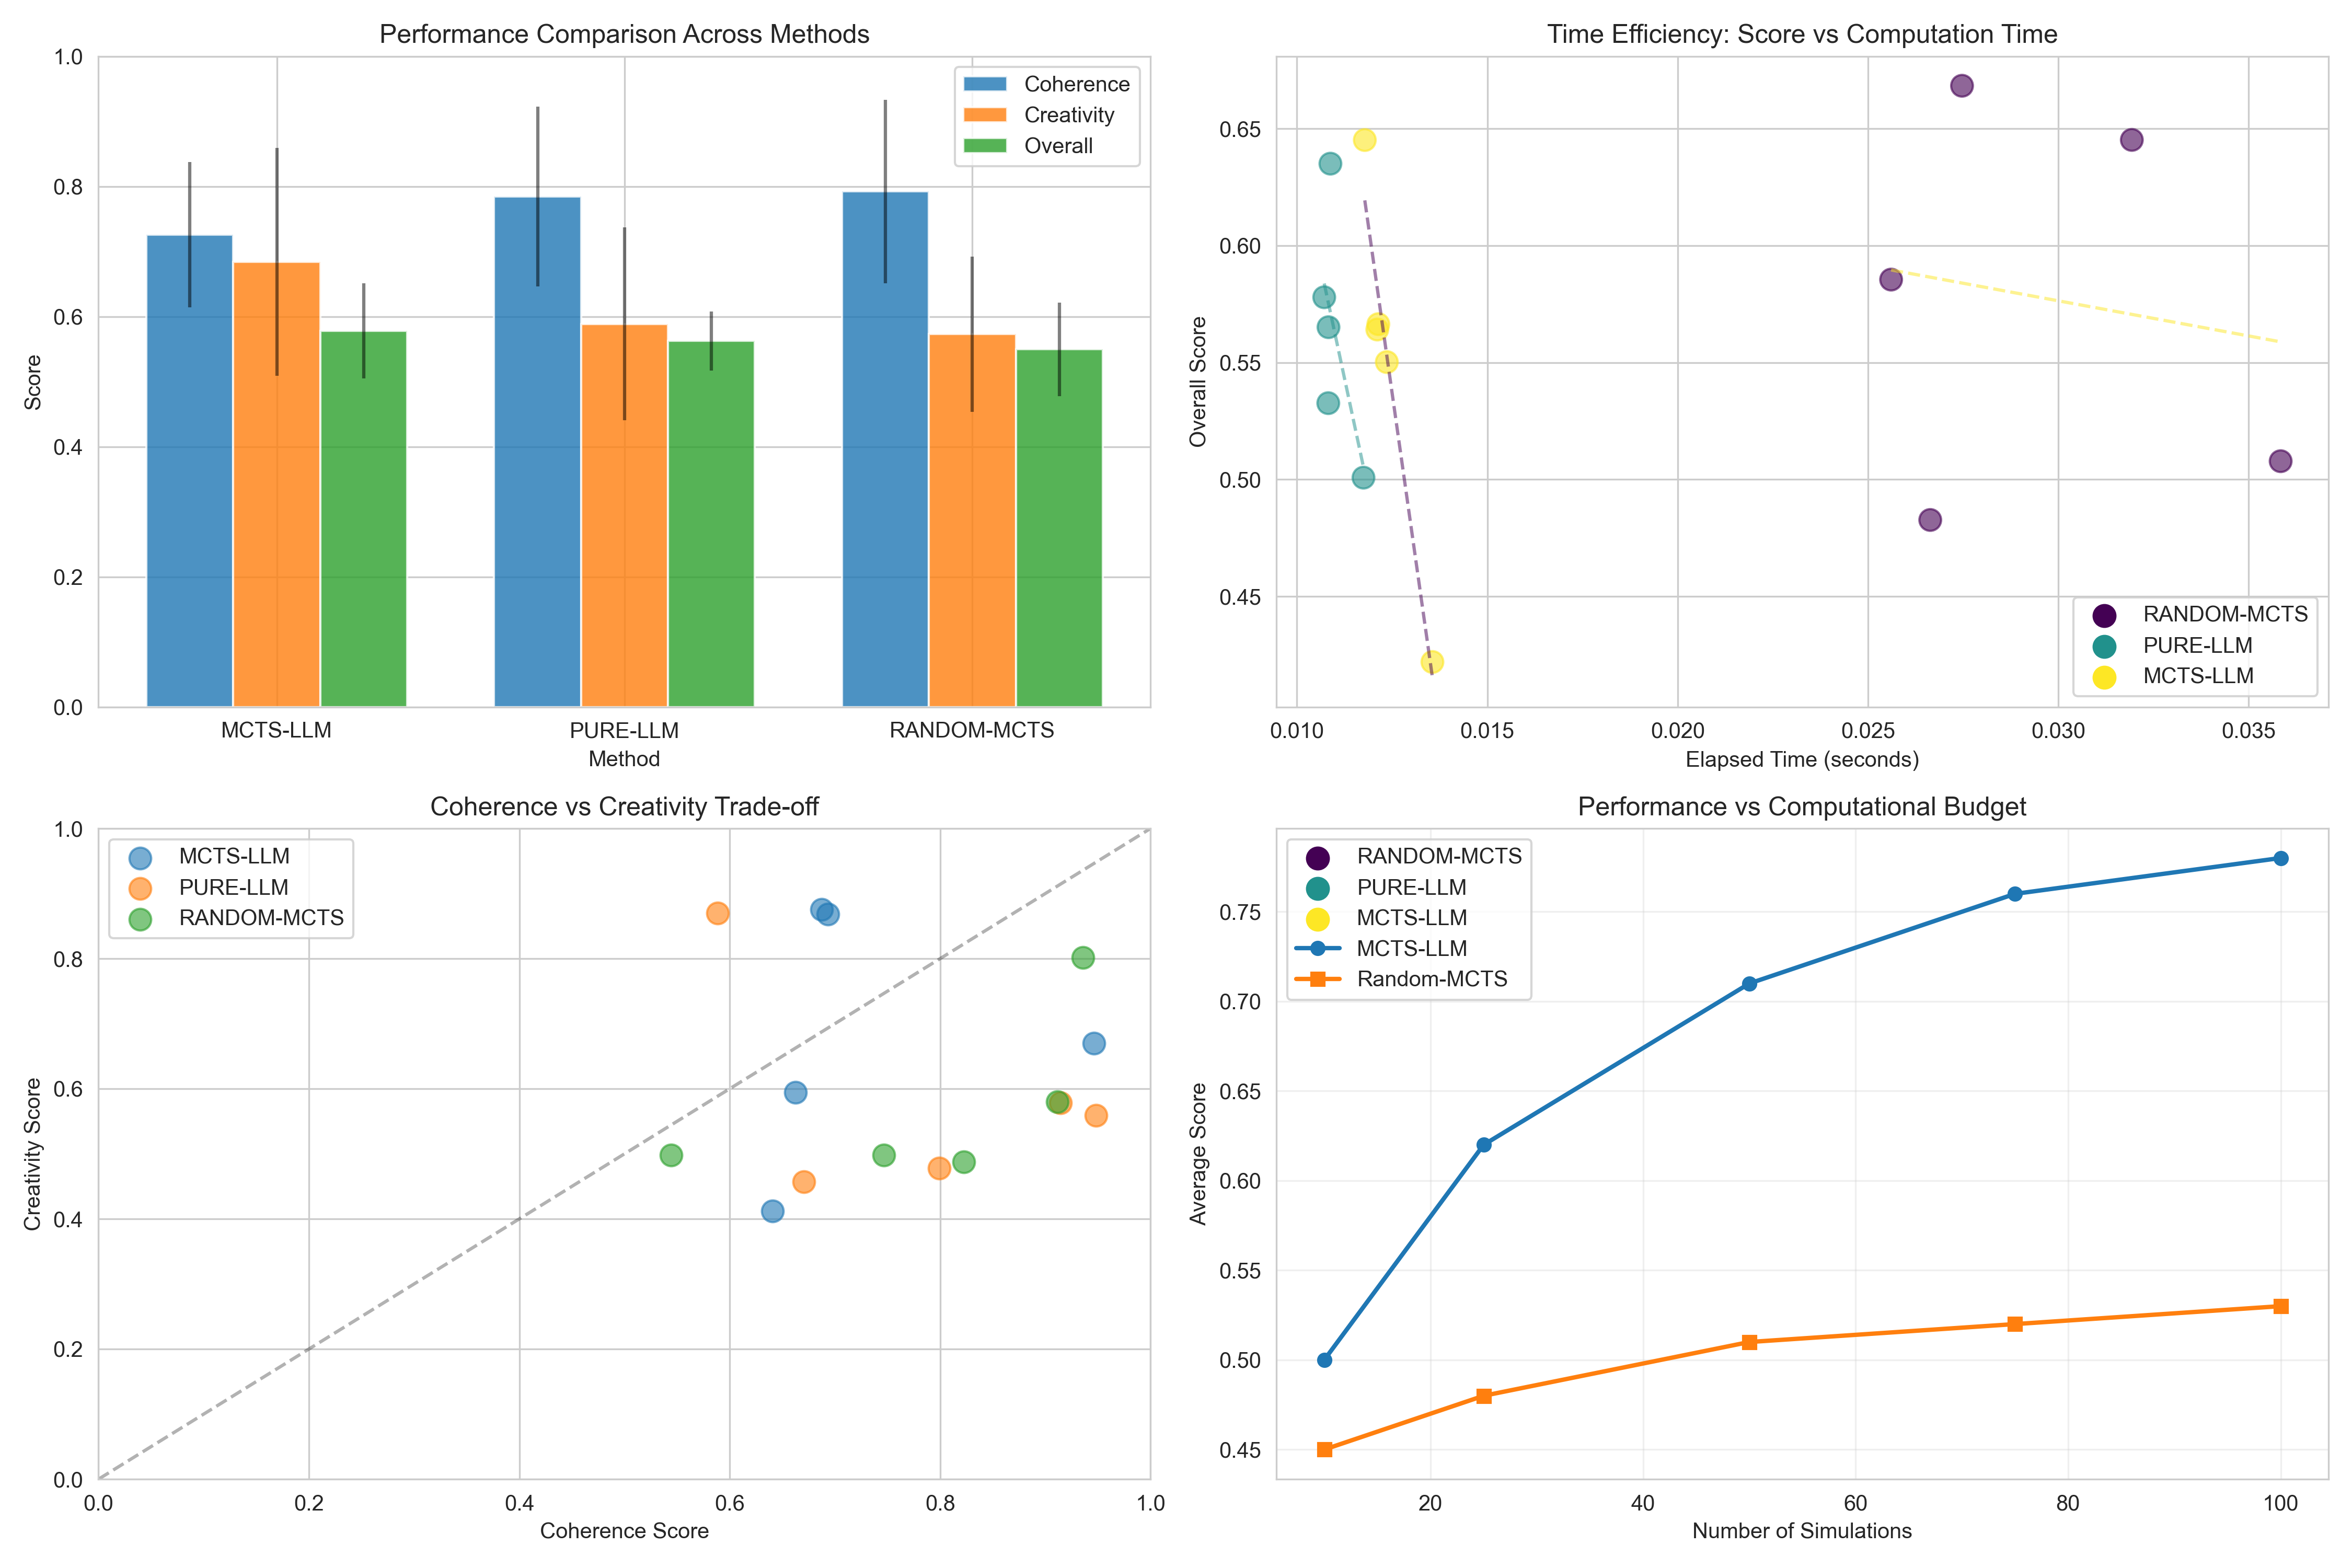 Performance Comparison Across Methods
1.0
0.8
0.6
0.4
0.2
0.0
Score
Coherence
Creativity
Overall
MCTS-LLM
PURE-LLM
RANDOM-MCTS
Method
Time Efficiency: Score vs Computation Time
0.65
0.60
0.55
0.50
0.45
Overall Score
RANDOM-MCTS
PURE-LLM
MCTS-LLM
0.010
0.015
0.020
0.025
0.030
0.035
Elapsed Time (seconds)
Coherence vs Creativity Trade-off
1.0
0.8
0.6
0.4
0.2
0.0
Creativity Score
MCTS-LLM
PURE-LLM
RANDOM-MCTS
0.0
0.2
0.4
0.6
0.8
1.0
Coherence Score
Performance vs Computational Budget
0.75
0.70
0.65
0.60
0.55
0.50
0.45
Average Score
RANDOM-MCTS
PURE-LLM
MCTS-LLM
MCTS-LLM
Random-MCTS
20
40
60
80
100
Number of Simulations